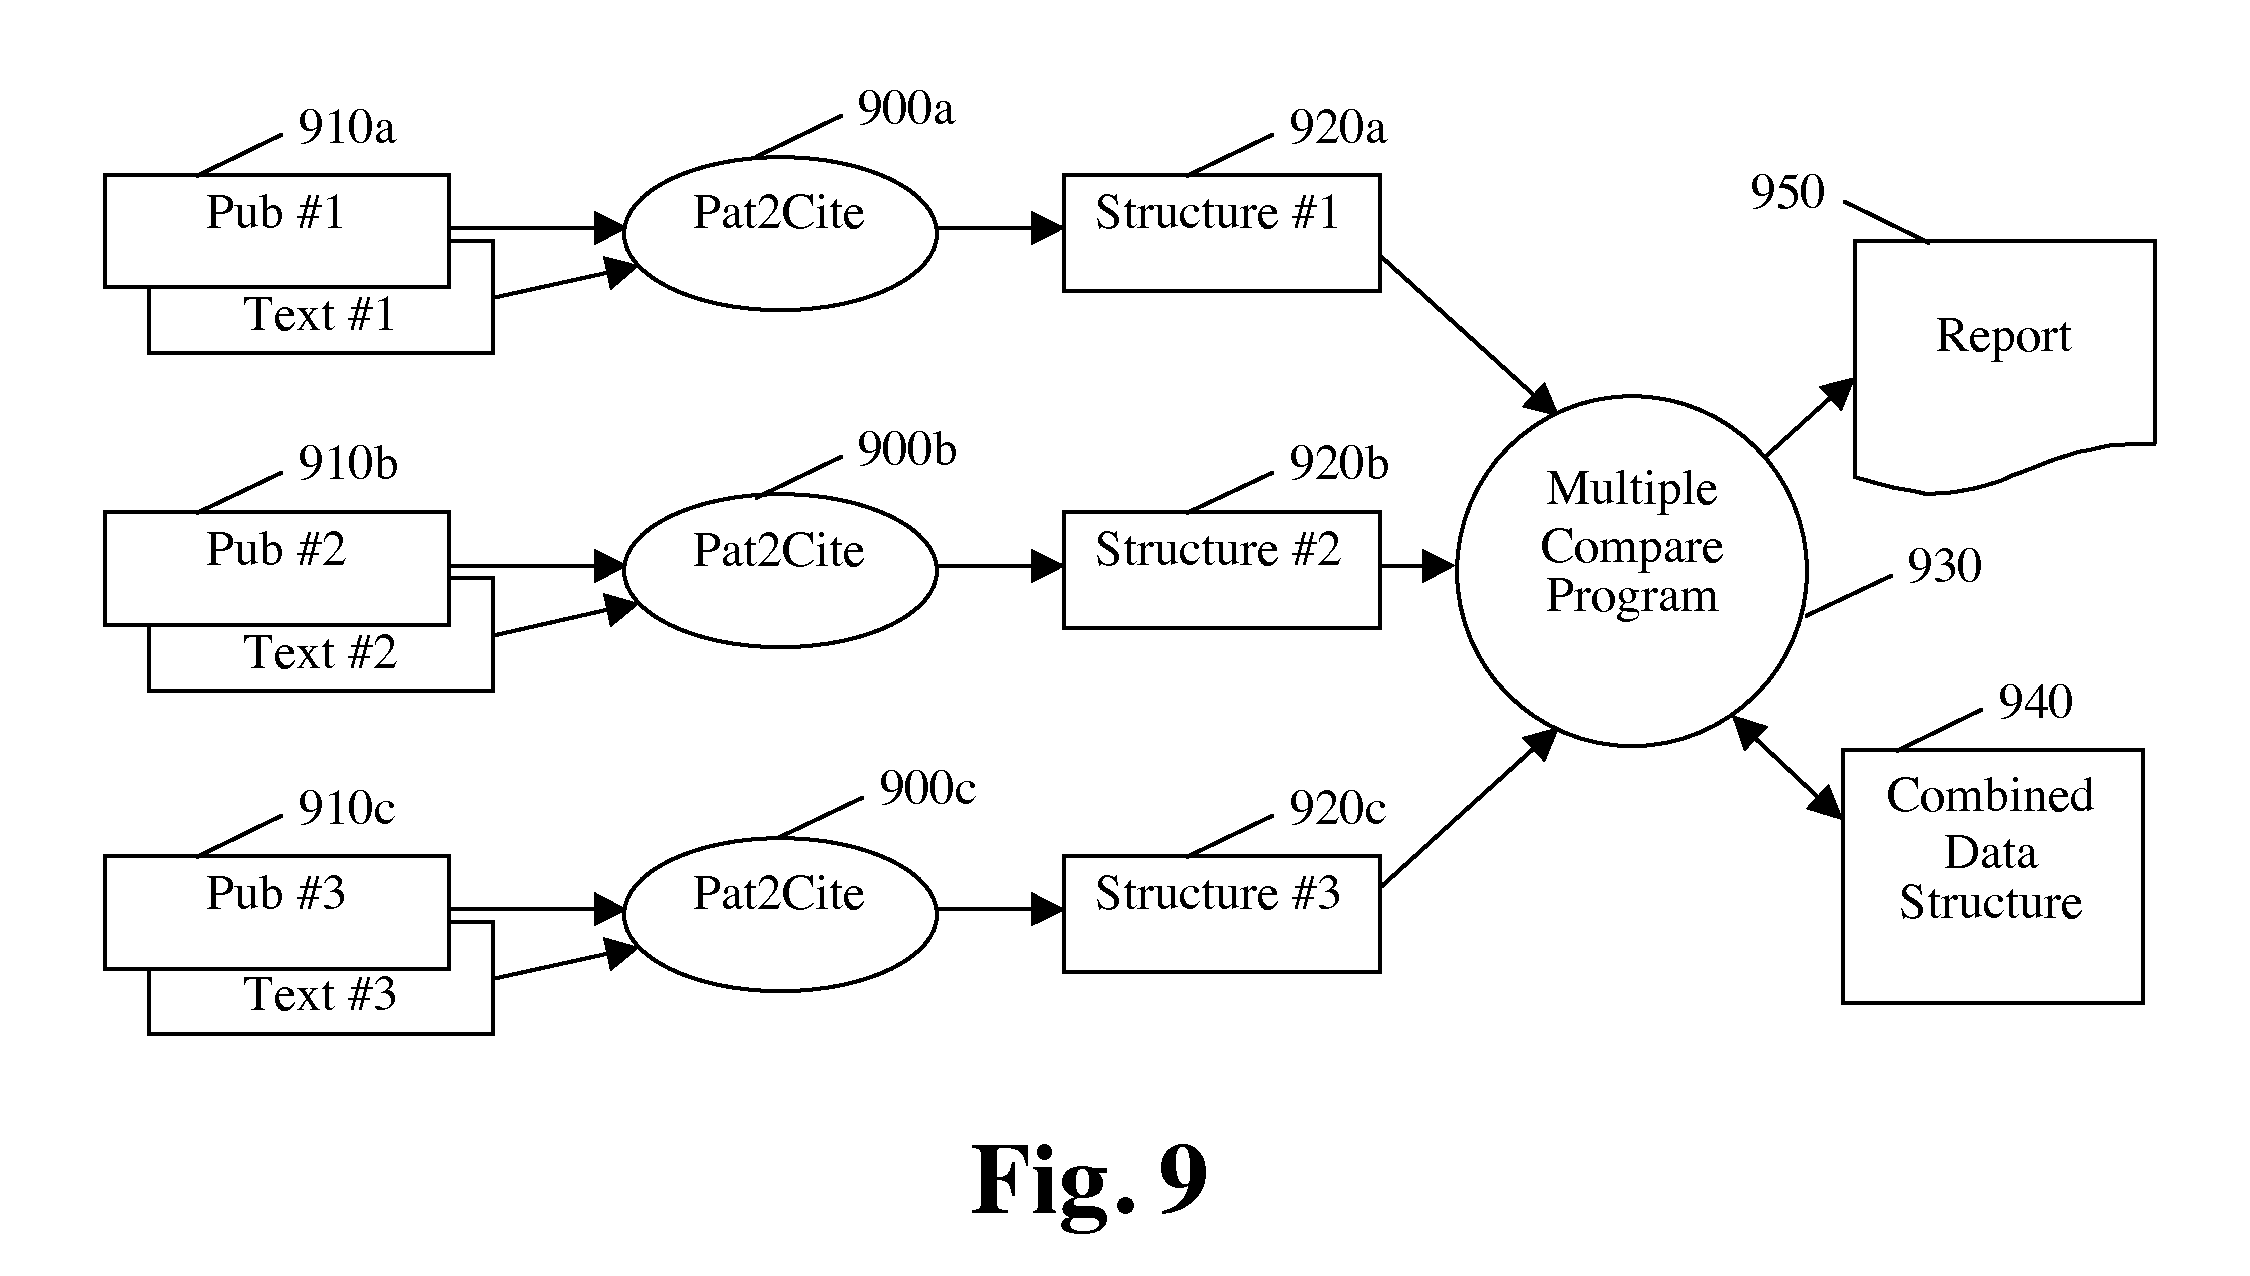 910a
900a
920a
Pub #1
Pat2Cite
Structure #1
Text #1
950
Report
910b
900b
920b
Pub #2
Pat2Cite
Structure #2
Text #2
Multiple
Compare
Program
930
910c
900c
920c
Pub #3
Pat2Cite
Structure #3
Text #3
940
Combined
Data
Structure
Fig. 9